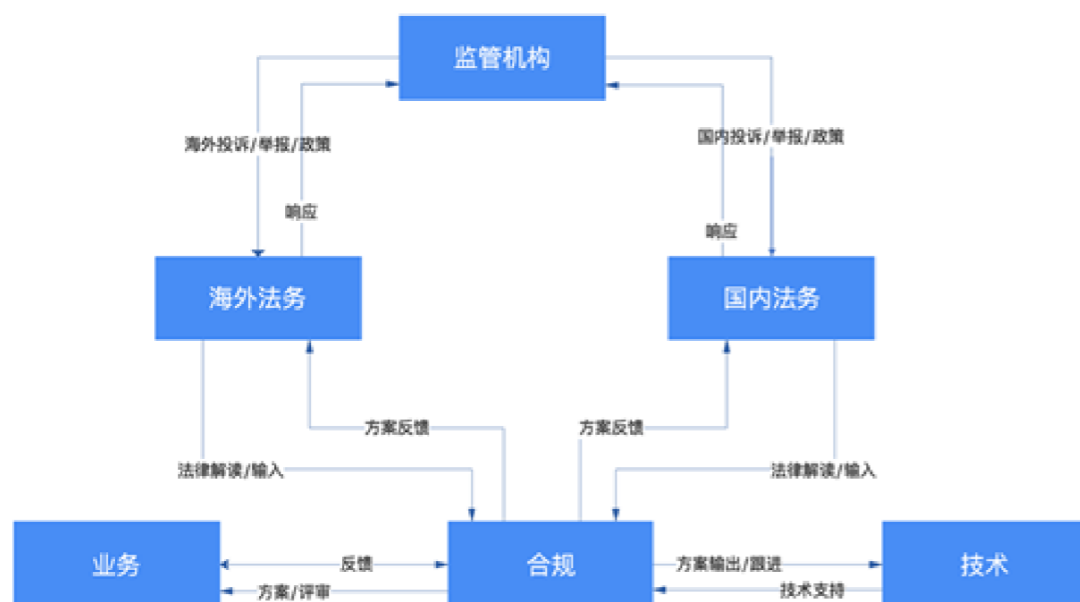 监管机构
海外投诉/举报/政策
国内投诉/举报/政策
响应
响应
海外法务
国内法务
方案反馈
方案反馈
法律解读/输入
法律解读/输入
业务
反馈
合规
方案输出/跟进
技术
方案/评审
技术支持